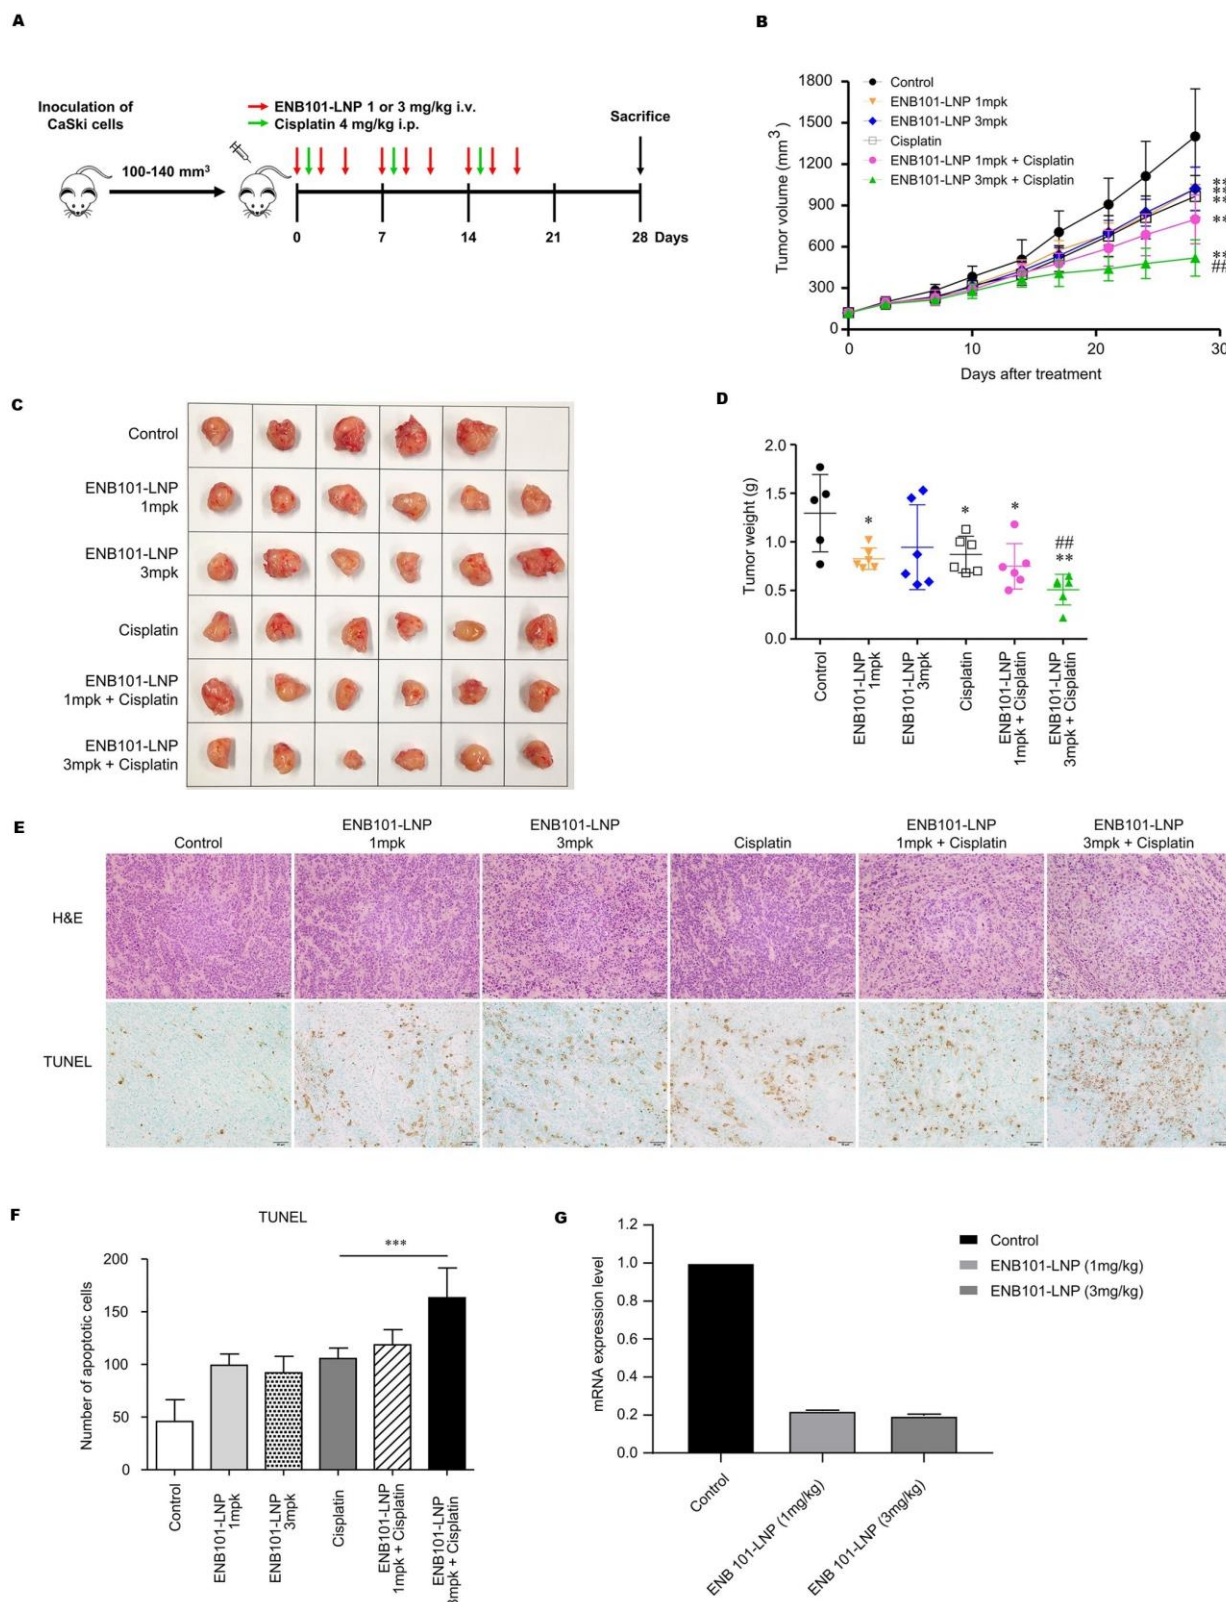 A
Inoculation of
CaSki cells
100-140 mm3
ENB101-LNP 1 or 3 mg/kg i.v.
Cisplatin 4 mg/kg i.p.
Sacrifice
0
7
14
21
28 Days
B
Tumor volume (mm3)
1800
1500
1200
900
600
300
0
Control
ENB101-LNP 1mpk
ENB101-LNP 3mpk
Cisplatin
ENB101-LNP 1mpk + Cisplatin
ENB101-LNP 3mpk + Cisplatin
**
**
**
**
**
##
0
10
20
30
Days after treatment
C
Control
ENB101-LNP
1mpk
ENB101-LNP
3mpk
Cisplatin
ENB101-LNP
1mpk + Cisplatin
ENB101-LNP
3mpk + Cisplatin
D
Tumor weight (g)
2.0
1.5
1.0
0.5
0.0
*
*
*
##
**
Control
ENB101-LNP
1mpk
ENB101-LNP
3mpk
Cisplatin
ENB101-LNP
1mpk + Cisplatin
ENB101-LNP
3mpk + Cisplatin
E
Control
ENB101-LNP
1mpk
ENB101-LNP
3mpk
Cisplatin
ENB101-LNP
1mpk + Cisplatin
ENB101-LNP
3mpk + Cisplatin
H&E
TUNEL
F
TUNEL
Number of apoptotic cells
200
150
100
50
0
***
Control
ENB101-LNP
1mpk
ENB101-LNP
3mpk
Cisplatin
ENB101-LNP
1mpk + Cisplatin
ENB101-LNP
3mpk + Cisplatin
G
mRNA expression level
1.2
1.0
0.8
0.6
0.4
0.2
0.0
Control
ENB101-LNP (1mg/kg)
ENB101-LNP (3mg/kg)
Control
ENB 101-LNP (1mg/kg)
ENB 101-LNP (3mg/kg)